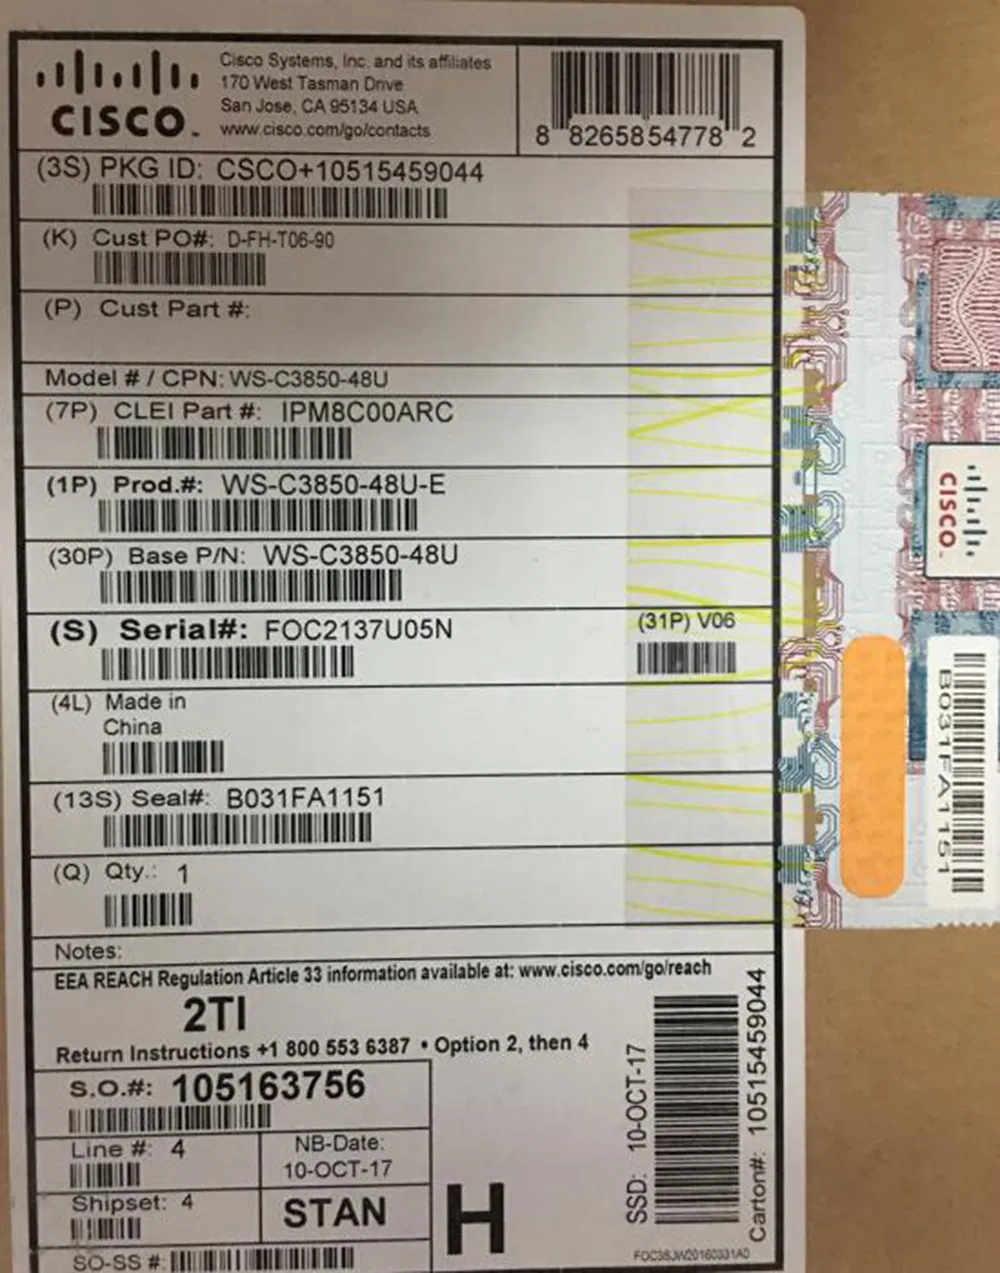 CISCO
Cisco Systems, Inc. and its affiliates
170 West Tasman Drive
San Jose, CA 95134 USA
www.cisco.com/go/contacts
8 8265854778 2
(3S) PKG ID: CSCO+10515459044
(K) Cust PO#: D-FH-T06-90
(P) Cust Part #:
Model # / CPN: WS-C3850-48U
(7P) CLEI Part #: IPM8C00ARC
(1P) Prod.#: WS-C3850-48U-E
(30P) Base P/N: WS-C3850-48U
(S) Serial#: FOC2137U05N
(31P) V06
(4L) Made in
China
(13S) Seal#: B031FA1151
(Q) Qty.: 1
Notes:
EEA REACH Regulation Article 33 information available at: www.cisco.com/go/reach
2TI
Return Instructions +1 800 553 6387 • Option 2, then 4
S.O.#: 105163756
Line #: 4
NB-Date:
10-OCT-17
Shipset: 4
STAN
SO-SS #:
H
SSD: 10-OCT-17
Carton#: 10515459044
FOC38JW20160331A0
CISCO
B031FA1151